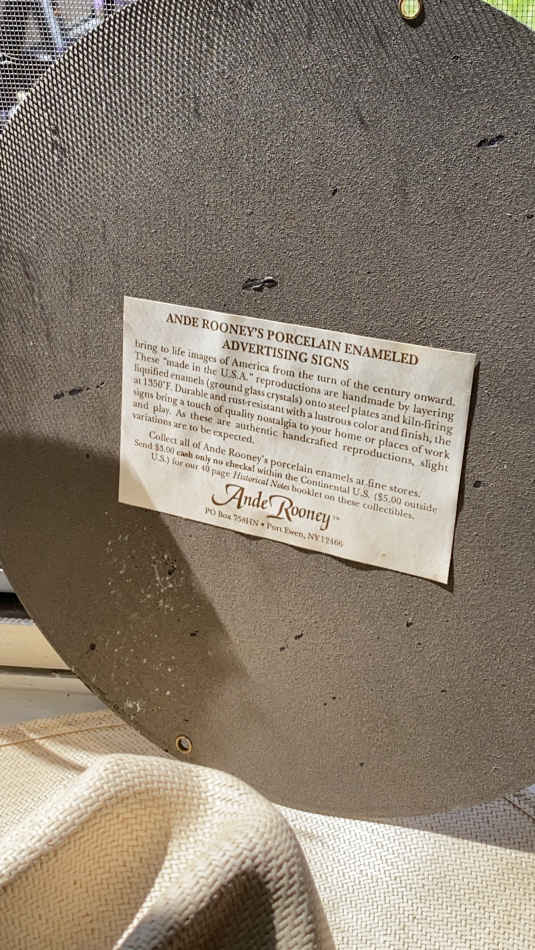 ANDE ROONEY'S PORCELAIN ENAMELED
ADVERTISING SIGNS
bring to life images of America from the turn of the century onward.
These "made in the U.S.A." reproductions are handmade by layering
liquified enamels (ground glass crystals) onto steel plates and kiln-firing
at 1350°F. Durable and rust-resistant with a lustrous color and finish, the
signs bring a touch of quality nostalgia to your home or places of work
and play. As these are authentic handcrafted reproductions, slight
variations are to be expected.
Collect all of Ande Rooney's porcelain enamels at fine stores.
Send $3.00 cash only no checks! within the Continental U.S. ($5.00 outside
U.S.) for our 40 page Historical Notes booklet on these collectibles.
Ande Rooney™
PO Box 758HN • Port Ewen, NY 12466